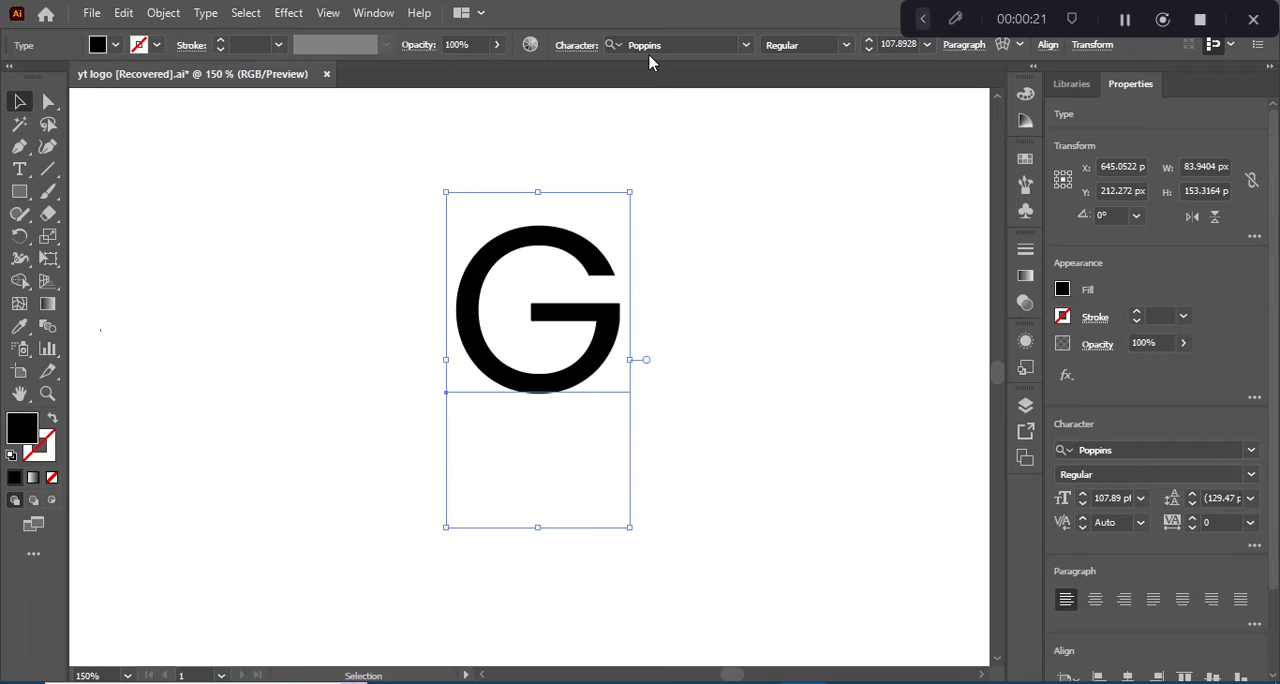 Ai File Edit Object Type Select Effect View Window Help 00:00:21
Type Stroke: Opacity: 100% Character: Poppins Regular 107.8928 Paragraph Align Transform
yt logo [Recovered].ai* @ 150 % (RGB/Preview) ×
Libraries Properties
Type
Transform
X: 645.0522 p W: 83.9404 px
Y: 212.272 px H: 153.3164 p
0°
Appearance
Fill
Stroke
Opacity 100%
fx.
Character
Poppins
Regular
107.89 pt (129.47 p
Auto VA 0
Paragraph
Align
G
150% 1 Selection